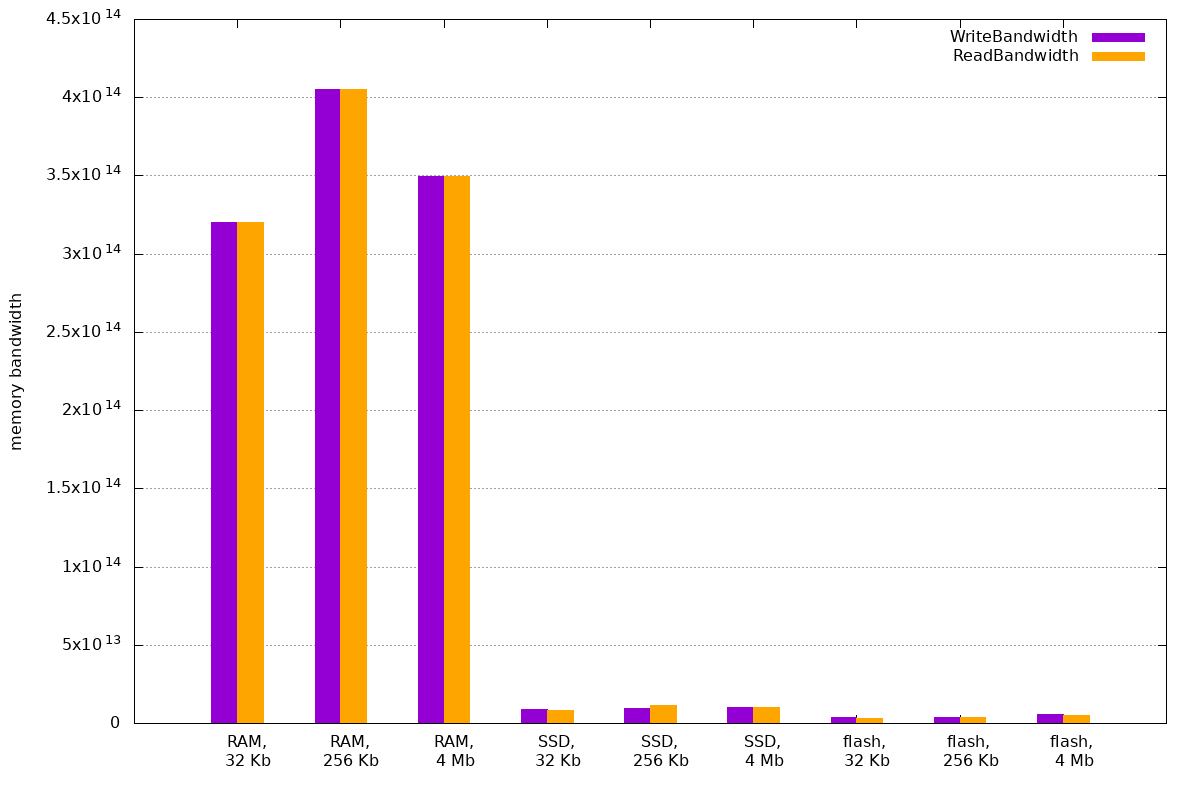 4.5x10 14
4x10 14
3.5x10 14
3x10 14
2.5x10 14
2x10 14
1.5x10 14
1x10 14
5x10 13
0
memory bandwidth
WriteBandwidth
ReadBandwidth
RAM,
32 Kb
RAM,
256 Kb
RAM,
4 Mb
SSD,
32 Kb
SSD,
256 Kb
SSD,
4 Mb
flash,
32 Kb
flash,
256 Kb
flash,
4 Mb